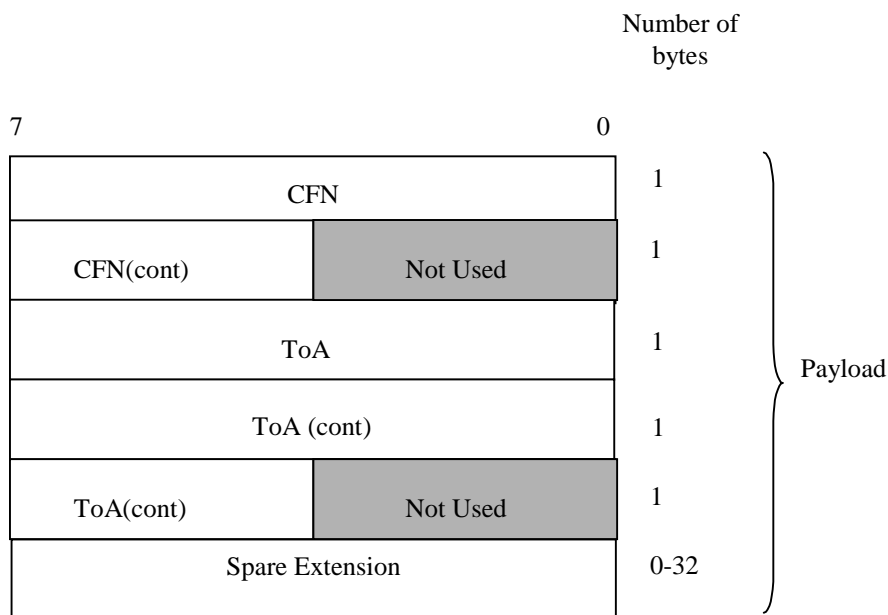 Number of
bytes
7 0
CFN 1
CFN(cont) Not Used 1
ToA 1
Payload
ToA (cont) 1
ToA(cont) Not Used 1
Spare Extension 0-32